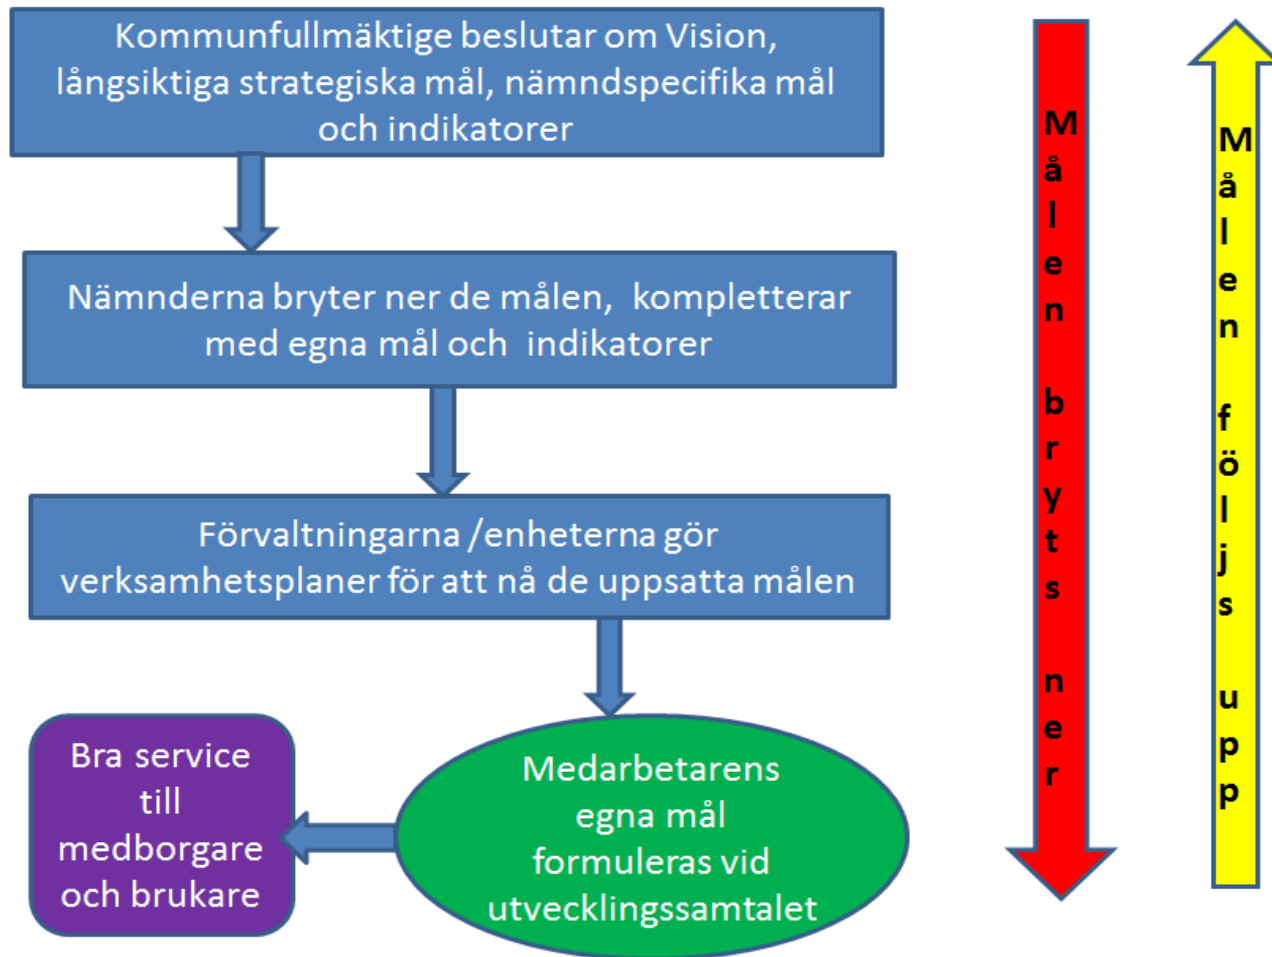 Kommunfullmäktige beslutar om Vision,
långsiktiga strategiska mål, nämndspecifika mål
och indikatorer
Nämnderna bryter ner de målen, kompletterar
med egna mål och indikatorer
Förvaltningarna /enheterna gör
verksamhetsplaner för att nå de uppsatta målen
Medarbetarens
egna mål
formuleras vid
utvecklingssamtalet
Bra service
till
medborgare
och brukare
Målen bryts ner
Målen följs upp